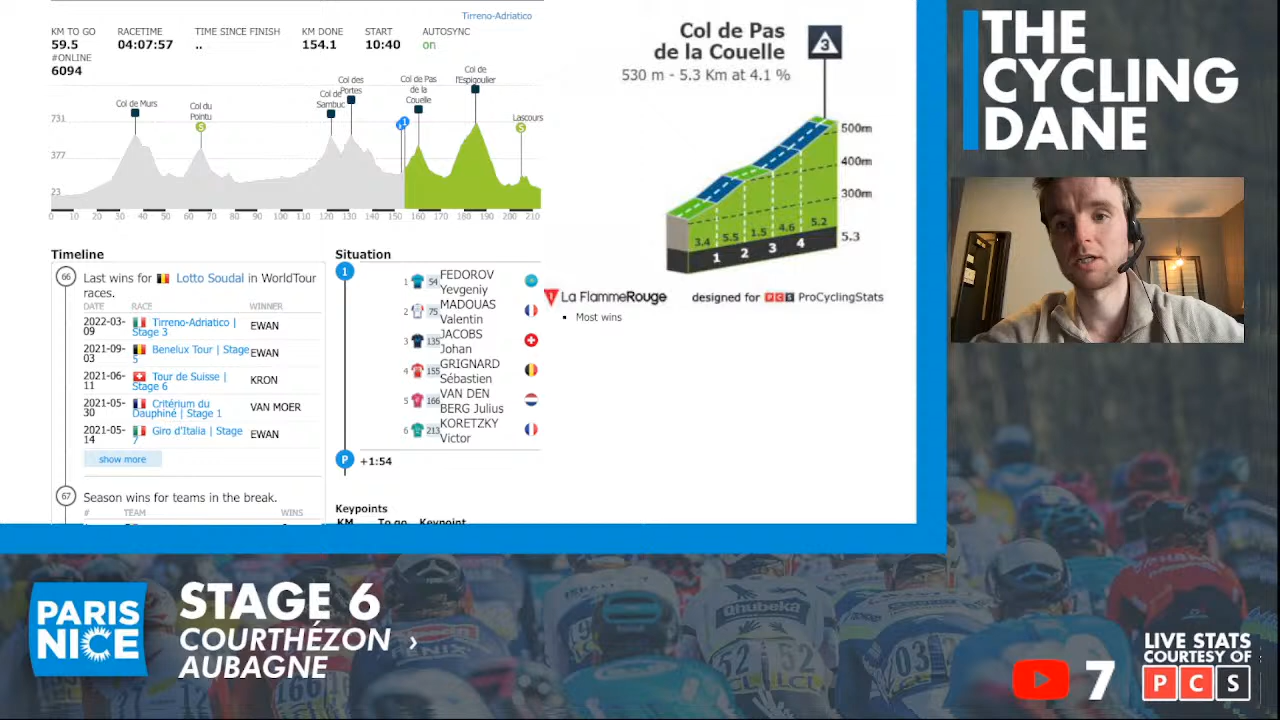 Tirreno-Adriatico
KM TO GO RACETIME TIME SINCE FINISH KM DONE START AUTOSYNC
59.5 04:07:57 .. 154.1 10:40 on
#ONLINE
6094
Col de Murs
Col du Pointu
S
Col de Sambuc
Col des Portes
Col de Pas de la Couelle
Col de l'Espigoulier
Lascours
S
1
731
377
23
0 10 20 30 40 50 60 70 80 90 100 110 120 130 140 150 160 170 180 190 200 210
Timeline
66 Last wins for Lotto Soudal in WorldTour
races.
DATE RACE WINNER
2022-03-09 Tirreno-Adriatico | Stage 3 EWAN
2021-09-03 Benelux Tour | Stage 5 EWAN
2021-06-11 Tour de Suisse | Stage 6 KRON
2021-05-30 Critérium du Dauphiné | Stage 1 VAN MOER
2021-05-14 Giro d'Italia | Stage 7 EWAN
show more
67 Season wins for teams in the break.
# TEAM WINS
Situation
1
1 54 FEDOROV Yevgeniy
2 75 MADOUAS Valentin
3 135 JACOBS Johan
4 155 GRIGNARD Sébastien
5 166 VAN DEN BERG Julius
6 213 KORETZKY Victor
P +1:54
Keypoints
KM To go Keypoint
Col de Pas
de la Couelle
3
530 m - 5.3 Km at 4.1 %
500m
400m
300m
3.4 5.5 1.5 4.6 5.2
1 2 3 4 5.3
La FlammeRouge designed for PCS ProCyclingStats
Most wins
THE
CYCLING
DANE
PARIS
NICE
STAGE 6
COURTHÉZON ›
AUBAGNE
7
LIVE STATS
COURTESY OF
PCS
Qhubeka